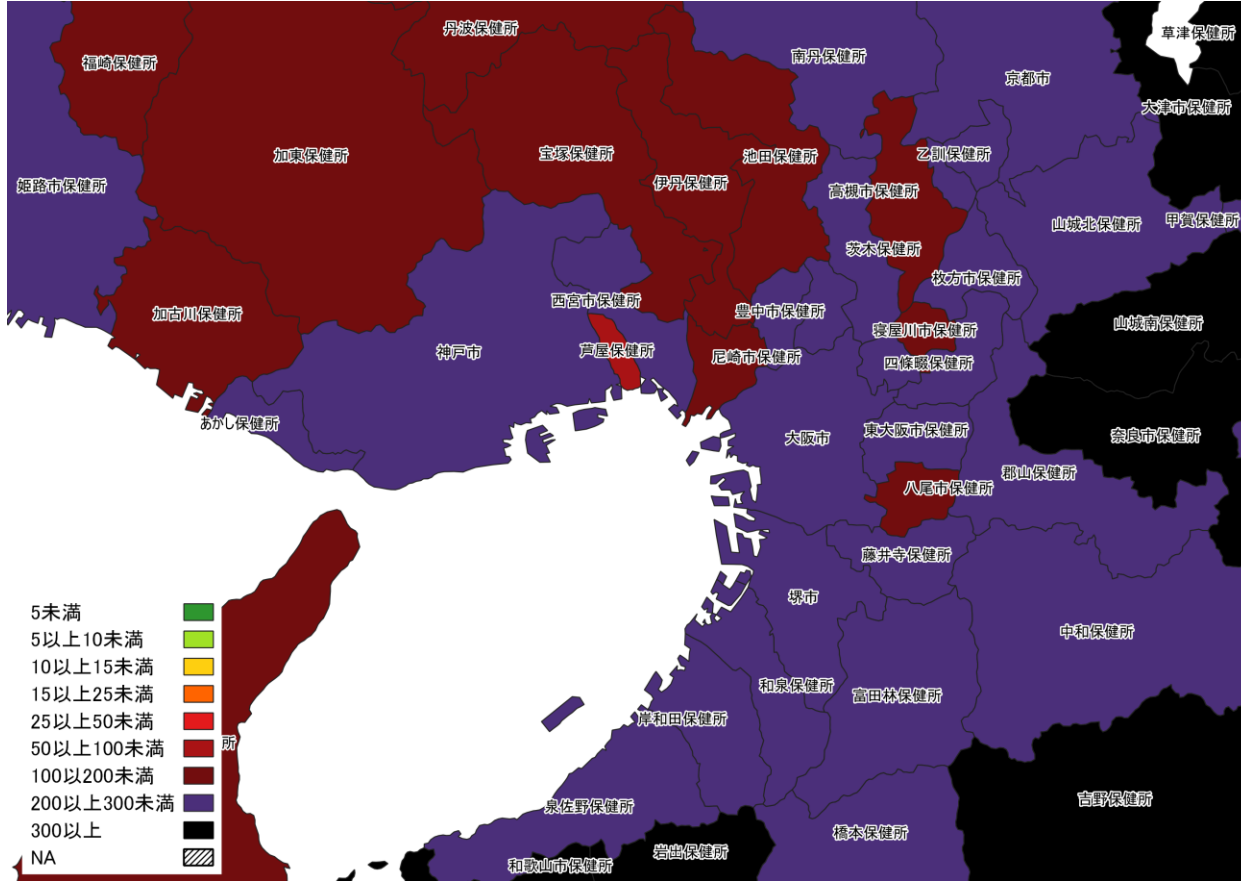 丹波保健所
草津保健所
福崎保健所
南丹保健所
京都市
大津市保健所
加東保健所
宝塚保健所
池田保健所
乙訓保健所
姫路市保健所
伊丹保健所
高槻市保健所
山城北保健所
甲賀保健所
茨木保健所
枚方市保健所
西宮市保健所
加古川保健所
豊中市保健所
寝屋川市保健所
山城南保健所
神戸市
芦屋保健所
尼崎市保健所
四條畷保健所
あかし保健所
大阪市
東大阪市保健所
奈良市保健所
郡山保健所
八尾市保健所
藤井寺保健所
堺市
中和保健所
和泉保健所
富田林保健所
岸和田保健所
所
泉佐野保健所
吉野保健所
橋本保健所
岩出保健所
和歌山市保健所
5未満
5以上10未満
10以上15未満
15以上25未満
25以上50未満
50以上100未満
100以200未満
200以上300未満
300以上
NA